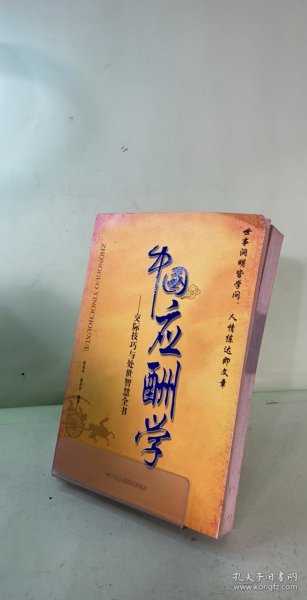 世事洞明皆学问 人情练达即文章
中国应酬学
——交际技巧与处世智慧全书
ZHONGGUO YINGCHOUXUE
孔夫子旧书网